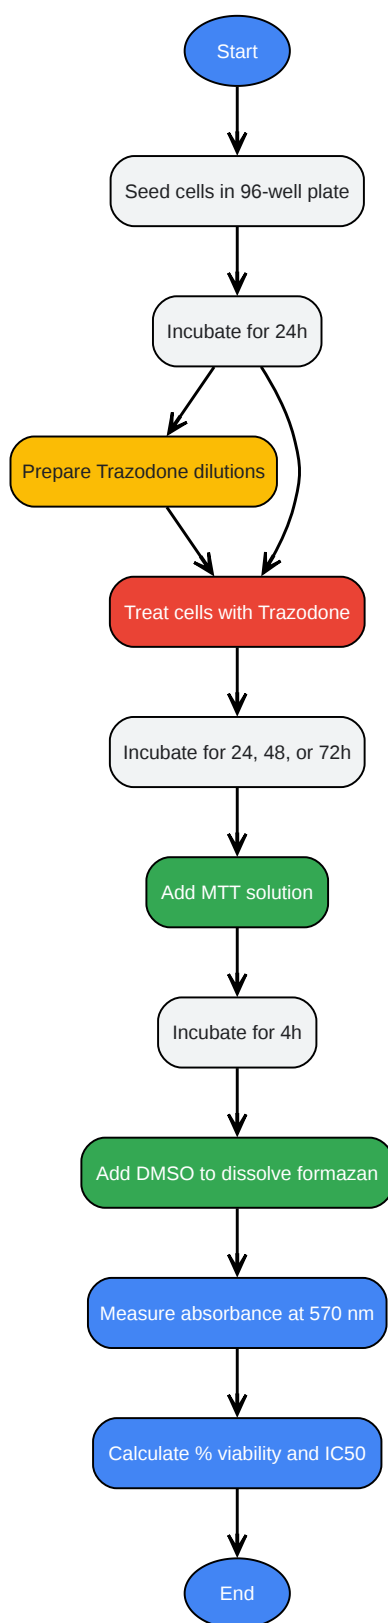 Start
Seed cells in 96-well plate
Incubate for 24h
Prepare Trazodone dilutions
Treat cells with Trazodone
Incubate for 24, 48, or 72h
Add MTT solution
Incubate for 4h
Add DMSO to dissolve formazan
Measure absorbance at 570 nm
Calculate % viability and IC50
End